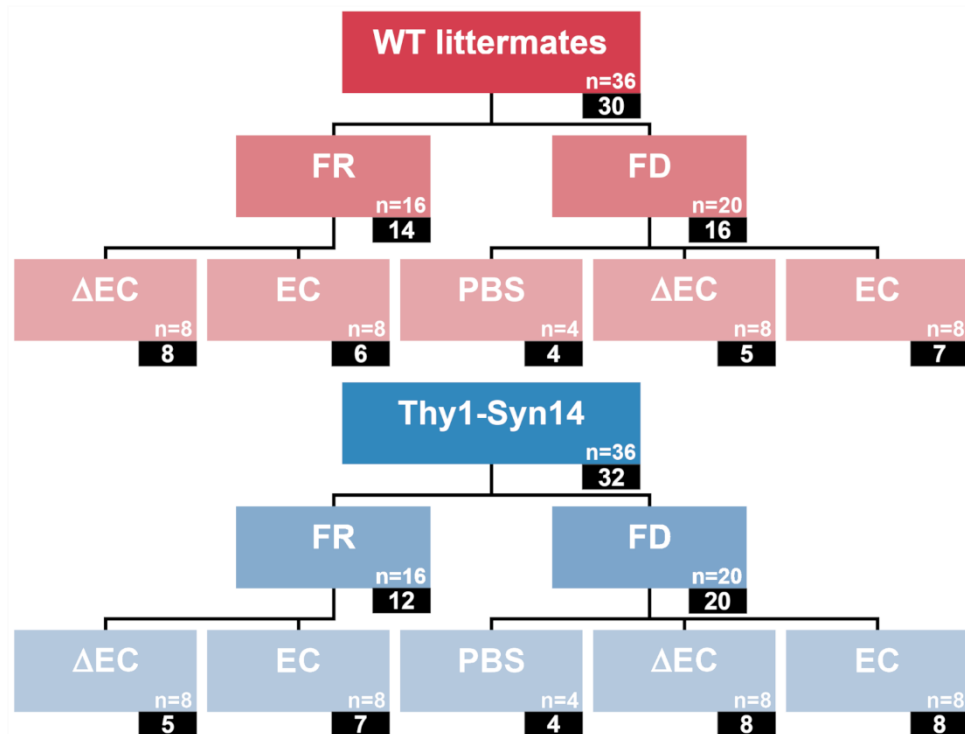 WT littermates
n=36
30
FR
n=16
14
FD
n=20
16
ΔEC
n=8
8
EC
n=8
6
PBS
n=4
4
ΔEC
n=8
5
EC
n=8
7
Thy1-Syn14
n=36
32
FR
n=16
12
FD
n=20
20
ΔEC
n=8
5
EC
n=8
7
PBS
n=4
4
ΔEC
n=8
8
EC
n=8
8